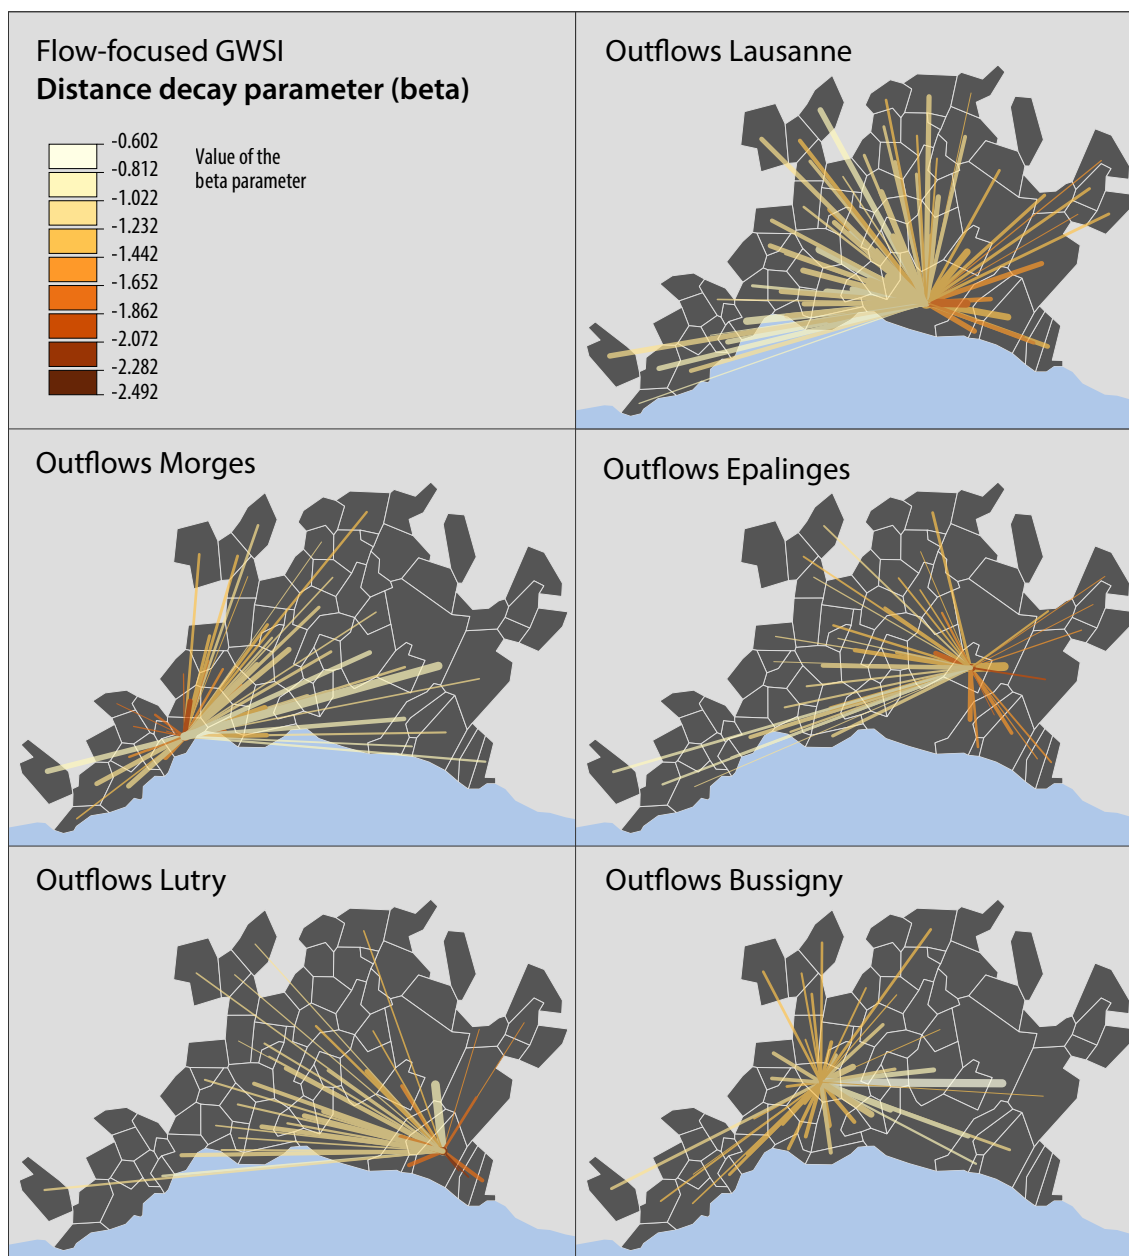 Flow-focused GWSI
Distance decay parameter (beta)
-0.602
-0.812
-1.022
-1.232
-1.442
-1.652
-1.862
-2.072
-2.282
-2.492
Value of the
beta parameter
Outflows Lausanne
Outflows Morges
Outflows Epalinges
Outflows Lutry
Outflows Bussigny